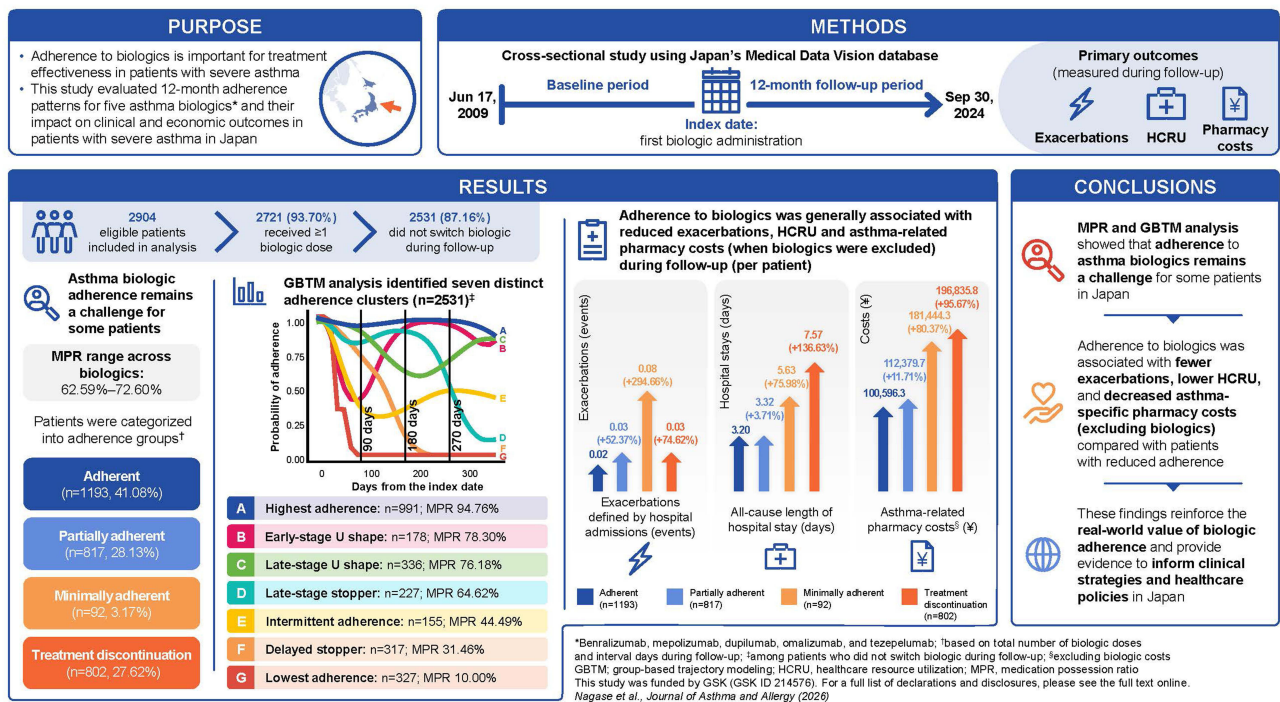 PURPOSE
• Adherence to biologics is important for treatment
effectiveness in patients with severe asthma
• This study evaluated 12-month adherence
patterns for five asthma biologics* and their
impact on clinical and economic outcomes in
patients with severe asthma in Japan
METHODS
Cross-sectional study using Japan's Medical Data Vision database
Jun 17,
2009
Baseline period
12-month follow-up period
Sep 30,
2024
Index date:
first biologic administration
Primary outcomes
(measured during follow-up)
Exacerbations
HCRU
Pharmacy
costs
RESULTS
2904
eligible patients
included in analysis
2721 (93.70%)
received ≥1
biologic dose
2531 (87.16%)
did not switch biologic
during follow-up
Asthma biologic
adherence remains
a challenge for
some patients
MPR range across
biologics:
62.59%–72.60%
Patients were categorized
into adherence groups†
Adherent
(n=1193, 41.08%)
Partially adherent
(n=817, 28.13%)
Minimally adherent
(n=92, 3.17%)
Treatment discontinuation
(n=802, 27.62%)
GBTM analysis identified seven distinct
adherence clusters (n=2531)‡
Probability of adherence
1.00
0.75
0.50
0.25
0.00
90 days
180 days
270 days
A
C
B
E
D
F
G
0
100
200
300
Days from the index date
A Highest adherence: n=991; MPR 94.76%
B Early-stage U shape: n=178; MPR 78.30%
C Late-stage U shape: n=336; MPR 76.18%
D Late-stage stopper: n=227; MPR 64.62%
E Intermittent adherence: n=155; MPR 44.49%
F Delayed stopper: n=317; MPR 31.46%
G Lowest adherence: n=327; MPR 10.00%
Adherence to biologics was generally associated with
reduced exacerbations, HCRU and asthma-related
pharmacy costs (when biologics were excluded)
during follow-up (per patient)
Exacerbations (events)
0.02
0.03
(+52.37%)
0.08
(+294.66%)
0.03
(+74.62%)
Exacerbations
defined by hospital
admissions (events)
Hospital stays (days)
3.20
3.32
(+3.71%)
5.63
(+75.98%)
7.57
(+136.63%)
All-cause length of
hospital stay (days)
Costs (¥)
100,596.3
112,379.7
(+11.71%)
181,444.3
(+80.37%)
196,835.8
(+95.67%)
Asthma-related
pharmacy costs§ (¥)
Adherent
(n=1193)
Partially adherent
(n=817)
Minimally adherent
(n=92)
Treatment
discontinuation
(n=802)
CONCLUSIONS
MPR and GBTM analysis
showed that adherence to
asthma biologics remains
a challenge for some patients
in Japan
Adherence to biologics was
associated with fewer
exacerbations, lower HCRU,
and decreased asthma-
specific pharmacy costs
(excluding biologics)
compared with patients
with reduced adherence
These findings reinforce the
real-world value of biologic
adherence and provide
evidence to inform clinical
strategies and healthcare
policies in Japan
*Benralizumab, mepolizumab, dupilumab, omalizumab, and tezepelumab; †based on total number of biologic doses
and interval days during follow-up; ‡among patients who did not switch biologic during follow-up; §excluding biologic costs
GBTM; group-based trajectory modeling; HCRU, healthcare resource utilization; MPR, medication possession ratio
This study was funded by GSK (GSK ID 214576). For a full list of declarations and disclosures, please see the full text online.
Nagase et al., Journal of Asthma and Allergy (2026)